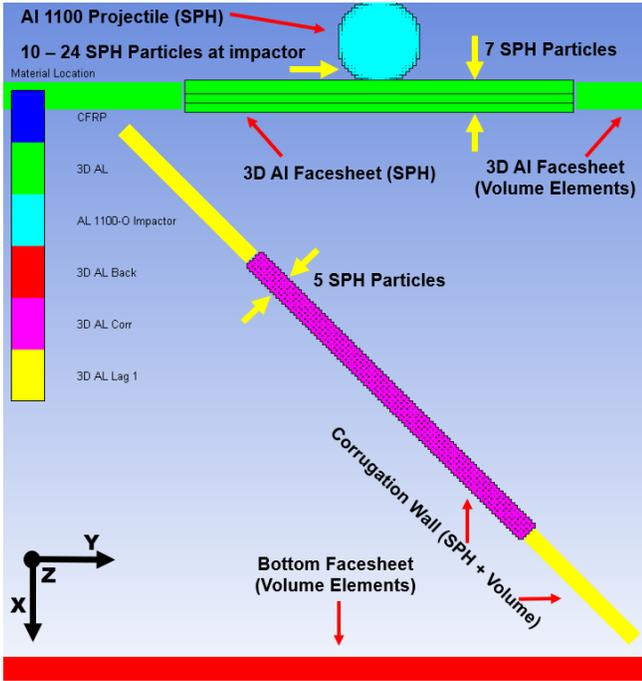 Al 1100 Projectile (SPH)
10 – 24 SPH Particles at impactor
7 SPH Particles
Material Location
CFRP
3D AL
AL 1100-O Impactor
3D AL Back
3D AL Corr
3D AL Lag 1
3D Al Facesheet (SPH)
3D Al Facesheet
(Volume Elements)
5 SPH Particles
Corrugation Wall (SPH + Volume)
Bottom Facesheet
(Volume Elements)
Y
Z
X